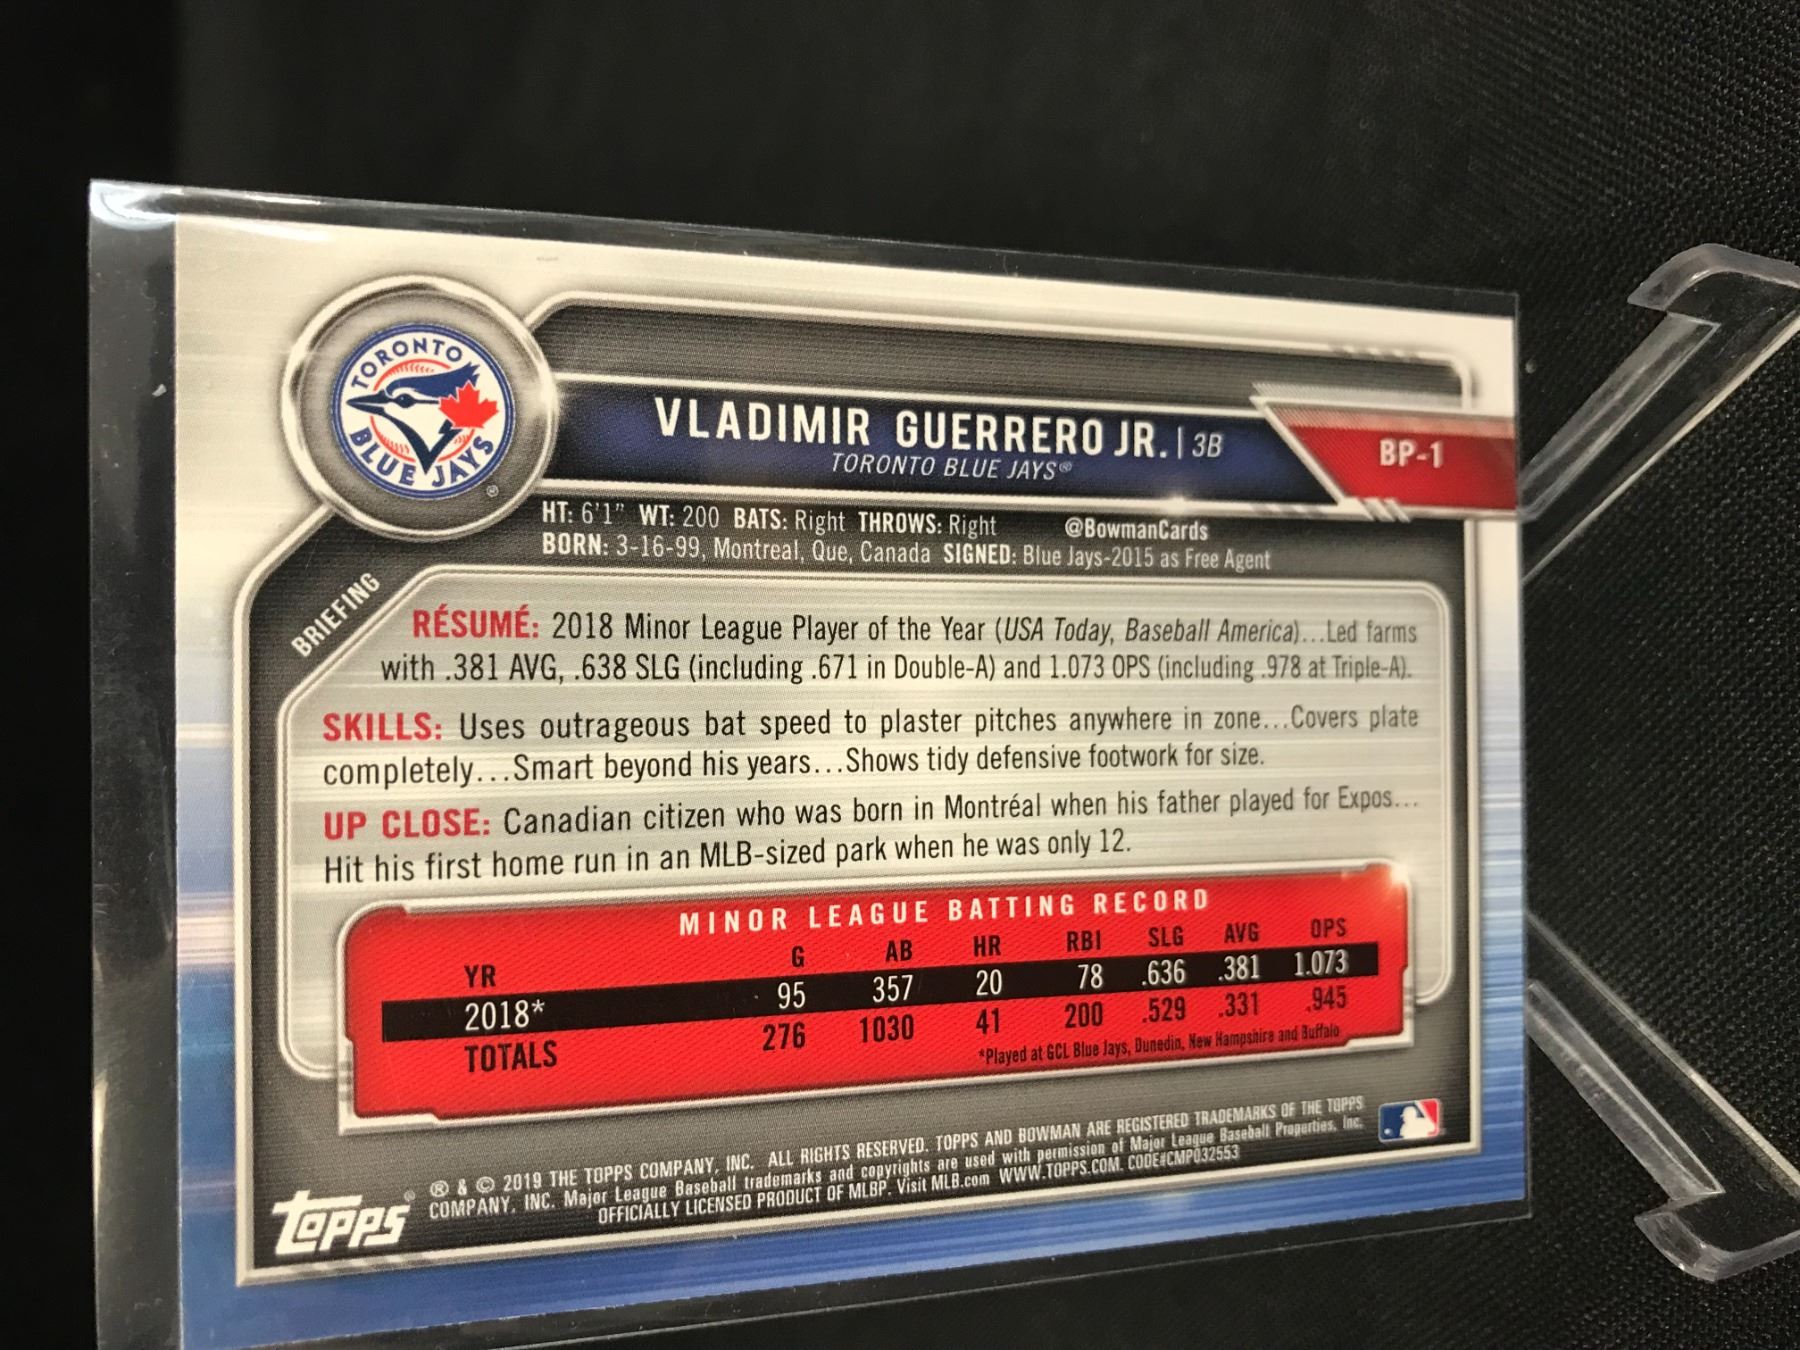 TORONTO
BLUE JAYS
®
VLADIMIR GUERRERO JR. | 3B
TORONTO BLUE JAYS®
BP-1
HT: 6'1" WT: 200 BATS: Right THROWS: Right @BowmanCards
BORN: 3-16-99, Montreal, Que, Canada SIGNED: Blue Jays-2015 as Free Agent
BRIEFING
RÉSUMÉ: 2018 Minor League Player of the Year (USA Today, Baseball America)...Led farms
with .381 AVG, .638 SLG (including .671 in Double-A) and 1.073 OPS (including .978 at Triple-A).
SKILLS: Uses outrageous bat speed to plaster pitches anywhere in zone...Covers plate
completely...Smart beyond his years...Shows tidy defensive footwork for size.
UP CLOSE: Canadian citizen who was born in Montréal when his father played for Expos...
Hit his first home run in an MLB-sized park when he was only 12.
MINOR LEAGUE BATTING RECORD
YR G AB HR RBI SLG AVG OPS
2018* 95 357 20 78 .636 .381 1.073
TOTALS 276 1030 41 200 .529 .331 .945
*Played at GCL Blue Jays, Dunedin, New Hampshire and Buffalo
® & © 2019 THE TOPPS COMPANY, INC. ALL RIGHTS RESERVED. TOPPS AND BOWMAN ARE REGISTERED TRADEMARKS OF THE TOPPS
COMPANY, INC. Major League Baseball trademarks and copyrights are used with permission of Major League Baseball Properties, Inc.
OFFICIALLY LICENSED PRODUCT OF MLBP. Visit MLB.com WWW.TOPPS.COM. CODE#CMP032553
topps®